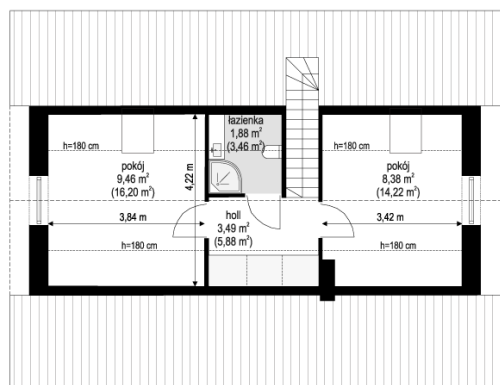 łazienka
1,88 m²
(3,46 m²)
h=180 cm
h=180 cm
pokój
9,46 m²
(16,20 m²)
4,22 m
pokój
8,38 m²
(14,22 m²)
3,84 m
holl
3,49 m²
(5,88 m²)
3,42 m
h=180 cm
h=180 cm